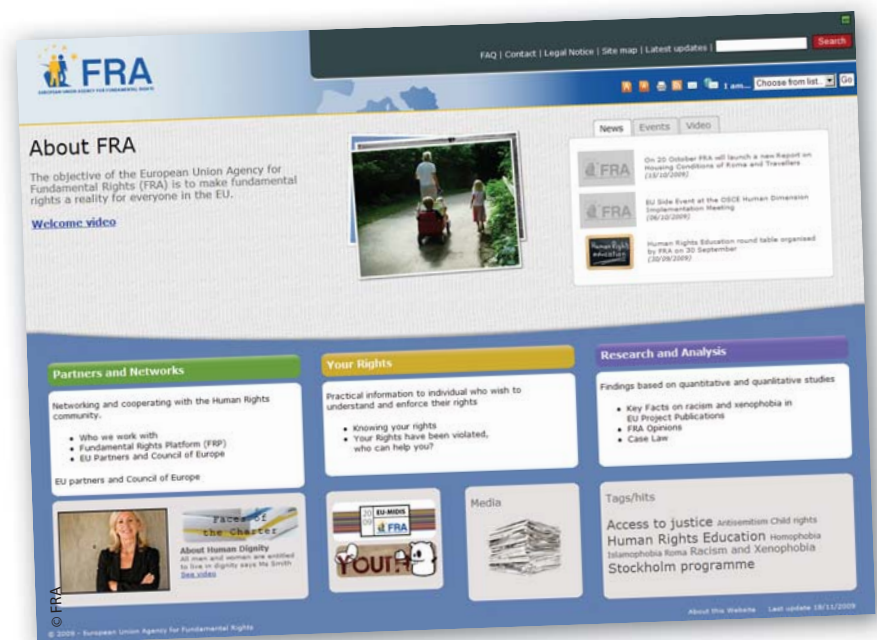 FAQ | Contact | Legal Notice | Site map | Latest updates |
Search
FRA
EUROPEAN UNION AGENCY FOR FUNDAMENTAL RIGHTS
I am... Choose from list.. Go
About FRA
The objective of the European Union Agency for
Fundamental Rights (FRA) is to make fundamental
rights a reality for everyone in the EU.
Welcome video
News Events Video
FRA
On 20 October FRA will launch a new Report on
Housing Conditions of Roma and Travellers
(15/10/2009)
FRA
EU Side Event at the OSCE Human Dimension
Implementation Meeting
(06/10/2009)
Human Rights
education
Human Rights Education round table organised
by FRA on 30 September
(30/09/2009)
Partners and Networks
Networking and cooperating with the Human Rights
community.
• Who we work with
• Fundamental Rights Platform (FRP)
• EU Partners and Council of Europe
EU partners and Council of Europe
Your Rights
Practical information to individual who wish to
understand and enforce their rights
• Knowing your rights
• Your Rights have been violated,
who can help you?
Research and Analysis
Findings based on quantitative and quanlitative studies
• Key Facts on racism and xenophobia in
EU Project Publications
• FRA Opinions
• Case Law
Faces of
the Charter
About Human Dignity
All men and women are entitled
to live in dignity says Ms Smith
See video
20 EU-MIDIS
09 FRA
YOUTH
Media
Tags/hits
Access to justice Antisemitism Child rights
Human Rights Education Homophobia
Islamophobia Roma Racism and Xenophobia
Stockholm programme
© FRA
© 2009 - European Union Agency for Fundamental Rights
About this Website Last update 18/11/2009